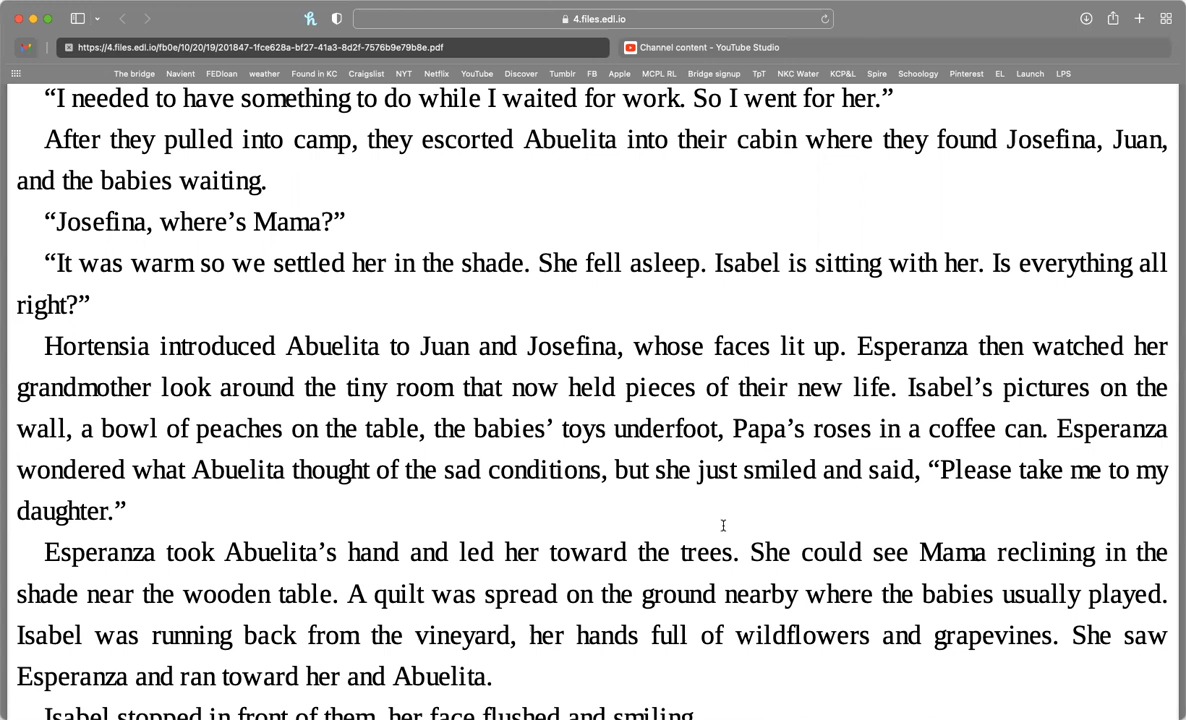 4.files.edl.io
https://4.files.edl.io/fb0e/10/20/19/201847-1fce628a-bf27-41a3-8d2f-7576b9e79b8e.pdf
Channel content - YouTube Studio
The bridge Navient FEDloan weather Found in KC Craigslist NYT Netflix YouTube Discover Tumblr FB Apple MCPL RL Bridge signup TpT NKC Water KCP&L Spire Schoology Pinterest EL Launch LPS
“I needed to have something to do while I waited for work. So I went for her.”
After they pulled into camp, they escorted Abuelita into their cabin where they found Josefina, Juan,
and the babies waiting.
“Josefina, where’s Mama?”
“It was warm so we settled her in the shade. She fell asleep. Isabel is sitting with her. Is everything all
right?”
Hortensia introduced Abuelita to Juan and Josefina, whose faces lit up. Esperanza then watched her
grandmother look around the tiny room that now held pieces of their new life. Isabel’s pictures on the
wall, a bowl of peaches on the table, the babies’ toys underfoot, Papa’s roses in a coffee can. Esperanza
wondered what Abuelita thought of the sad conditions, but she just smiled and said, “Please take me to my
daughter.”
Esperanza took Abuelita’s hand and led her toward the trees. She could see Mama reclining in the
shade near the wooden table. A quilt was spread on the ground nearby where the babies usually played.
Isabel was running back from the vineyard, her hands full of wildflowers and grapevines. She saw
Esperanza and ran toward her and Abuelita.
Isabel stopped in front of them, her face flushed and smiling.